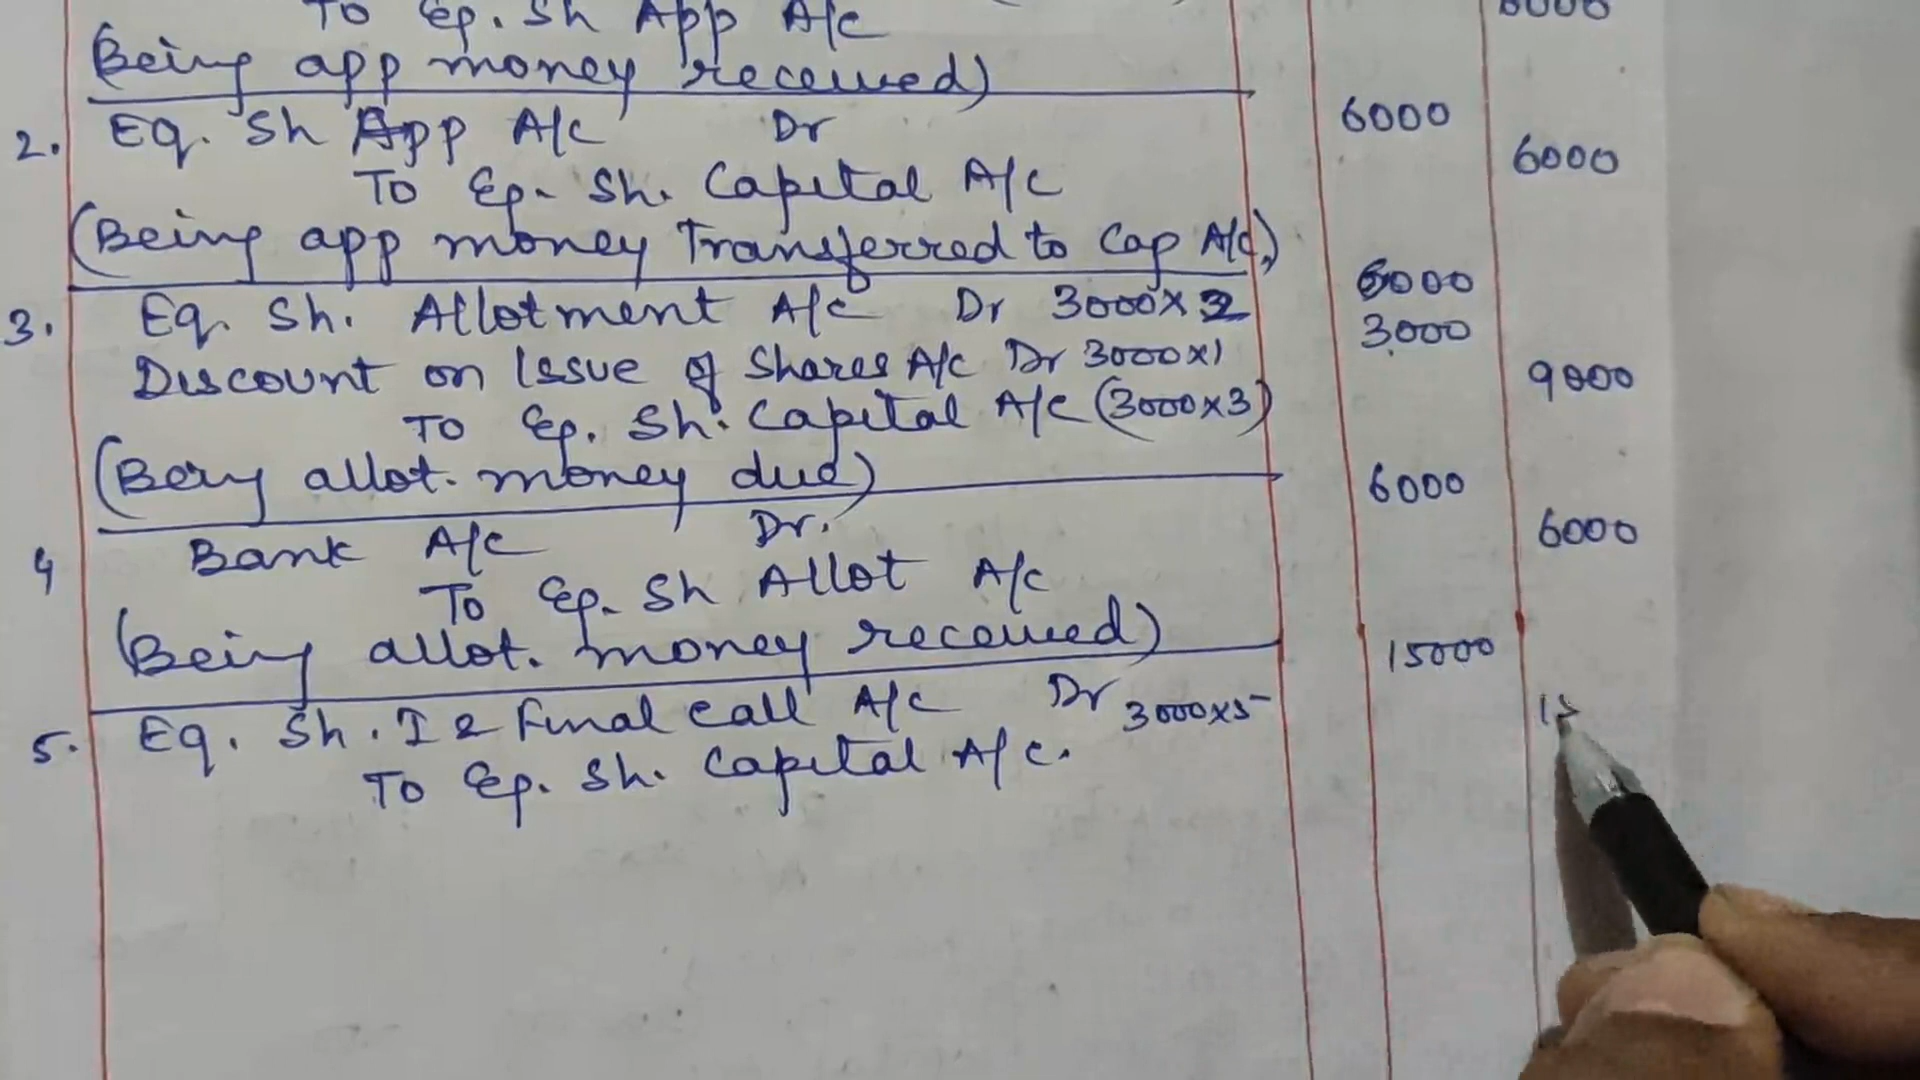 To Eq. Sh App A/c 6000
(Being app money received)
2. Eq. Sh App A/c Dr 6000
To Eq. Sh. Capital A/c 6000
(Being app money Transferred to Cap A/c.)
3. Eq. Sh. Allotment A/c Dr 3000×2 6000
Discount on Issue of Shares A/c Dr 3000×1 3000
To Eq. Sh. Capital A/c (3000×3) 9000
(Being allot. money due)
4 Bank A/c Dr. 6000
To Eq. Sh Allot A/c 6000
(Being allot. money received)
5. Eq. Sh. I & Final call A/c Dr 3000×5 15000
To Eq. Sh. Capital A/c. 15